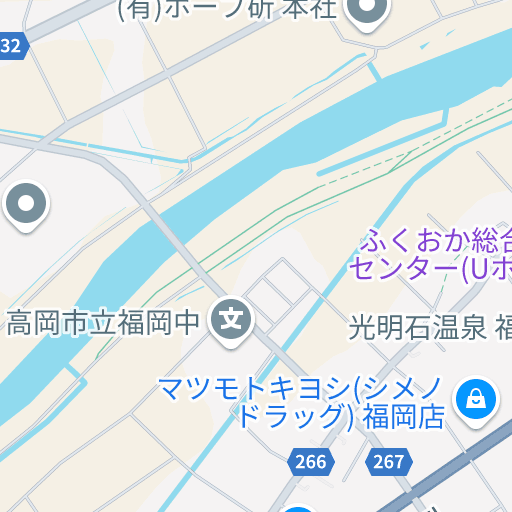 (有)ホープ研 本社
32
ふくおか総合
センター(Uホ
高岡市立福岡中
光明石温泉 福
マツモトキヨシ(シメノ
ドラッグ) 福岡店
266
267